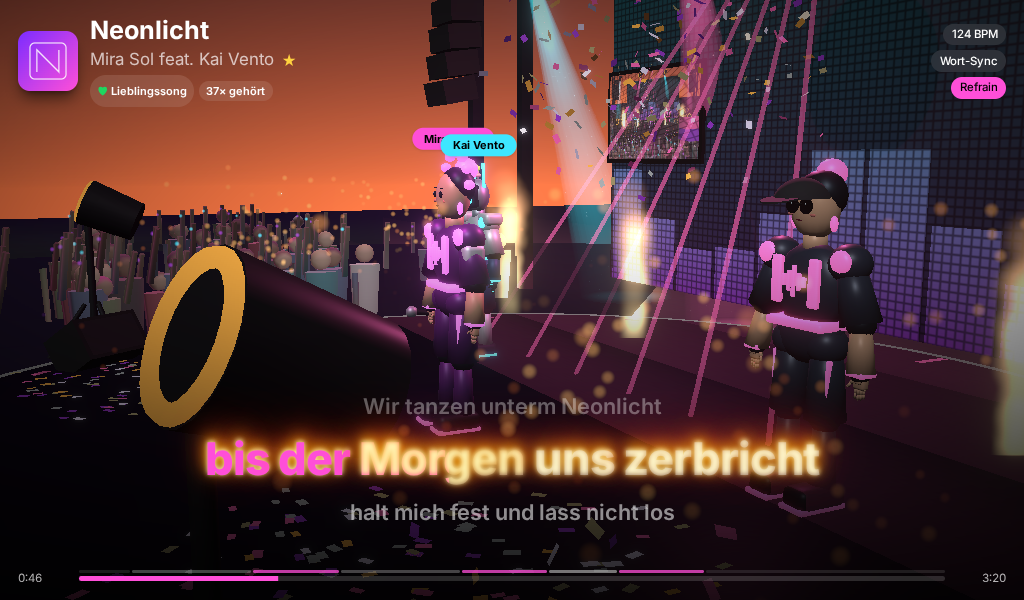 Neonlicht
Mira Sol feat. Kai Vento ★
Lieblingssong
37× gehört
124 BPM
Wort-Sync
Refrain
Kai Vento
Wir tanzen unterm Neonlicht
bis der Morgen uns zerbricht
halt mich fest und lass nicht los
0:46
3:20